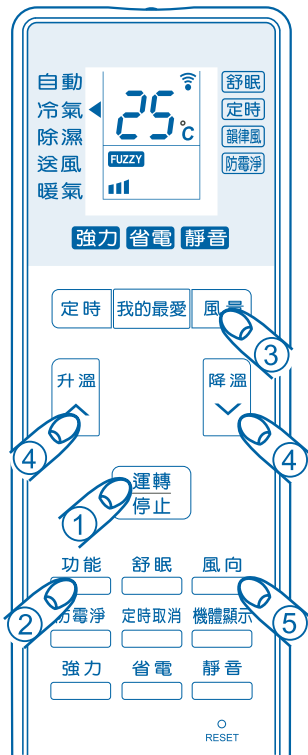 自動
冷氣
除濕
送風
暖氣
25℃
FUZZY
舒眠
定時
韻律風
防霉淨
強力 省電 靜音
定時 我的最愛 風量
③
升溫 降溫
④ ④
運轉
停止
①
功能 舒眠 風向
② ⑤
防霉淨 定時取消 機體顯示
強力 省電 靜音
RESET